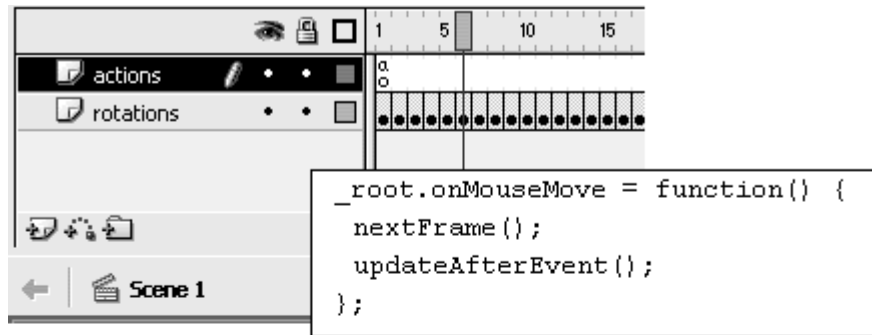 1 5 10 15
actions
a
rotations
_root.onMouseMove = function() {
nextFrame();
updateAfterEvent();
};
Scene 1